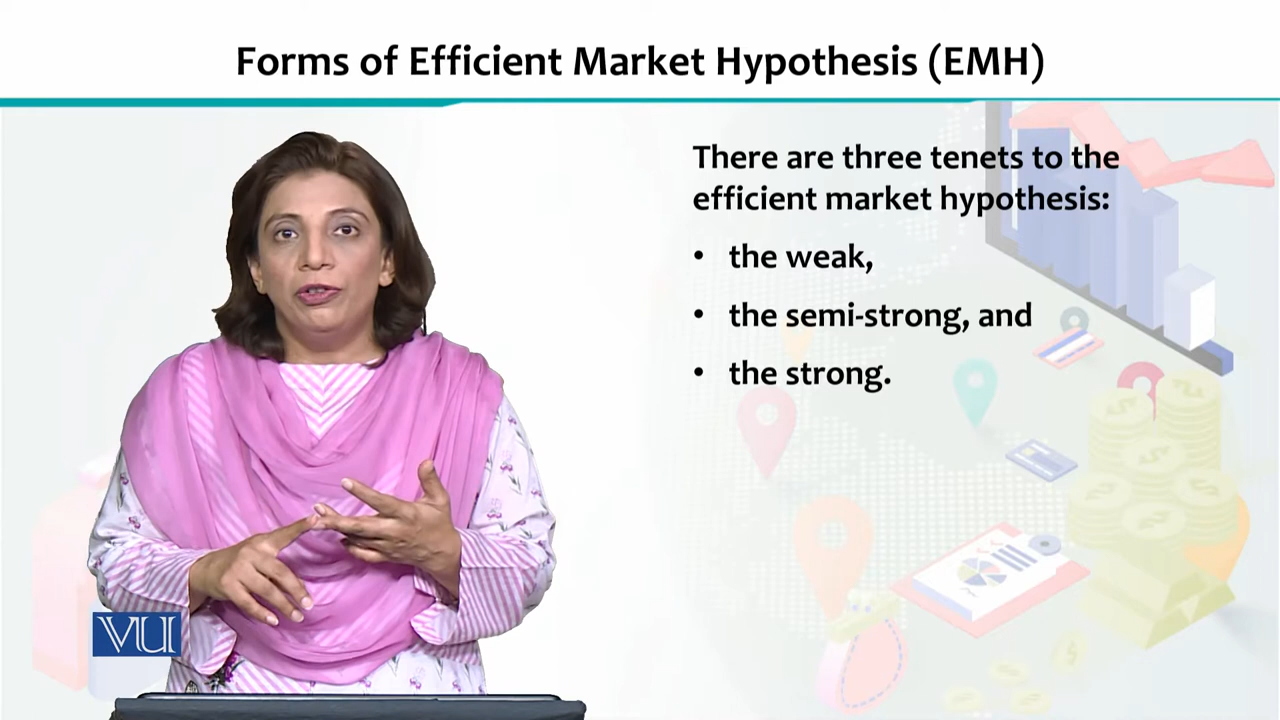 Forms of Efficient Market Hypothesis (EMH)
There are three tenets to the
efficient market hypothesis:
• the weak,
• the semi-strong, and
• the strong.
VU